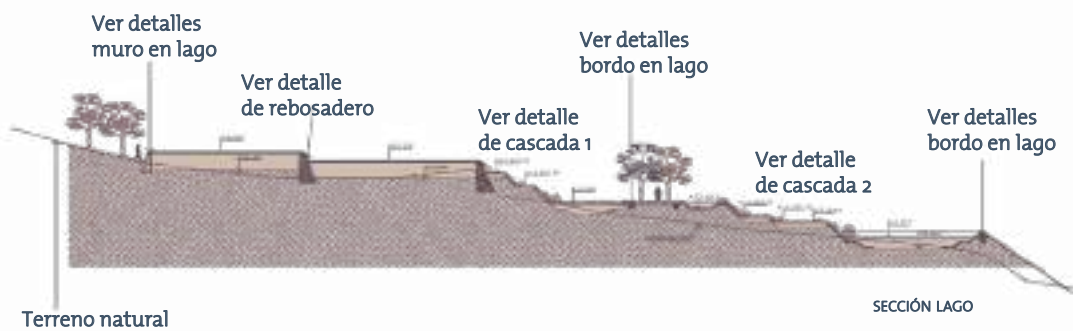 Ver detalles
muro en lago
Ver detalle
de rebosadero
Ver detalle
de cascada 1
Ver detalles
bordo en lago
Ver detalle
de cascada 2
Ver detalles
bordo en lago
Terreno natural
SECCIÓN LAGO